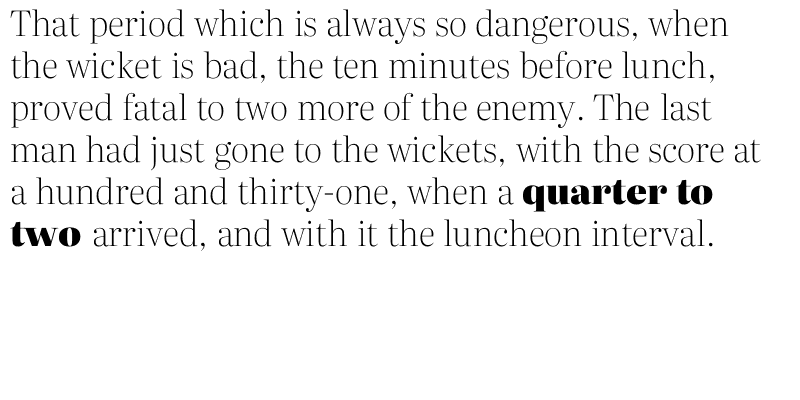 That period which is always so dangerous, when
the wicket is bad, the ten minutes before lunch,
proved fatal to two more of the enemy. The last
man had just gone to the wickets, with the score at
a hundred and thirty-one, when a quarter to
two arrived, and with it the luncheon interval.